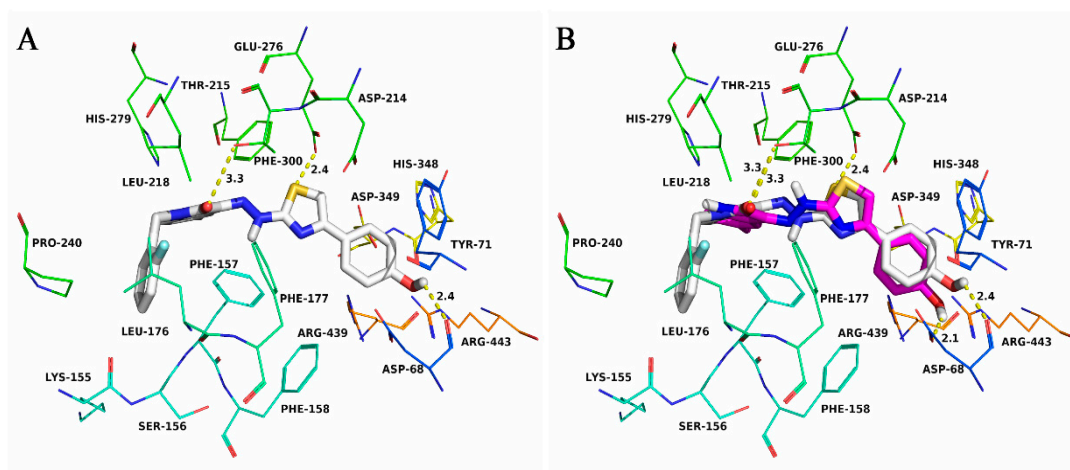 A
GLU-276
THR-215
ASP-214
HIS-279
PHE-300
2.4
HIS-348
LEU-218
3.3
ASP-349
PRO-240
TYR-71
PHE-157
PHE-177
2.4
LEU-176
ARG-439
ARG-443
ASP-68
LYS-155
PHE-158
SER-156
B
GLU-276
THR-215
ASP-214
HIS-279
PHE-300
2.4
HIS-348
3.3
3.3
LEU-218
ASP-349
PRO-240
TYR-71
PHE-157
PHE-177
2.4
LEU-176
ARG-439
2.1
ARG-443
ASP-68
LYS-155
PHE-158
SER-156